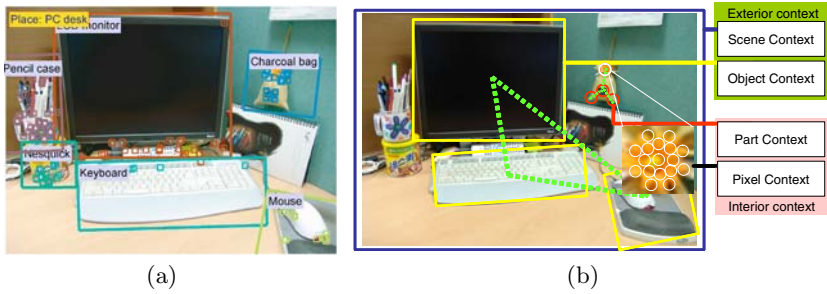 Place: PC desk
monitor
Pencil case
Charcoal bag
Nesquick
Keyboard
Mouse
(a)
Exterior context
Scene Context
Object Context
Part Context
Pixel Context
Interior context
(b)